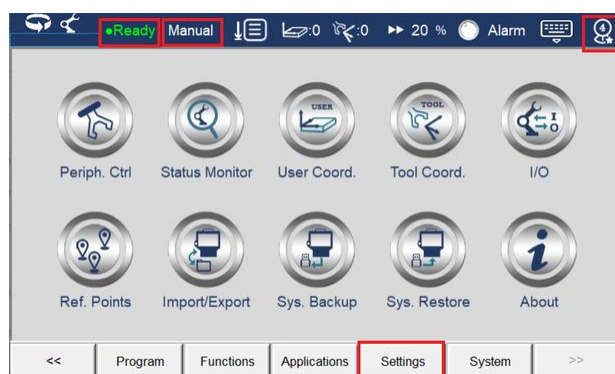 ●Ready Manual :0 :0 20 % Alarm 4
USER TOOL I O
Periph. Ctrl Status Monitor User Coord. Tool Coord. I/O
Ref. Points Import/Export Sys. Backup Sys. Restore About
<< Program Functions Applications Settings System >>